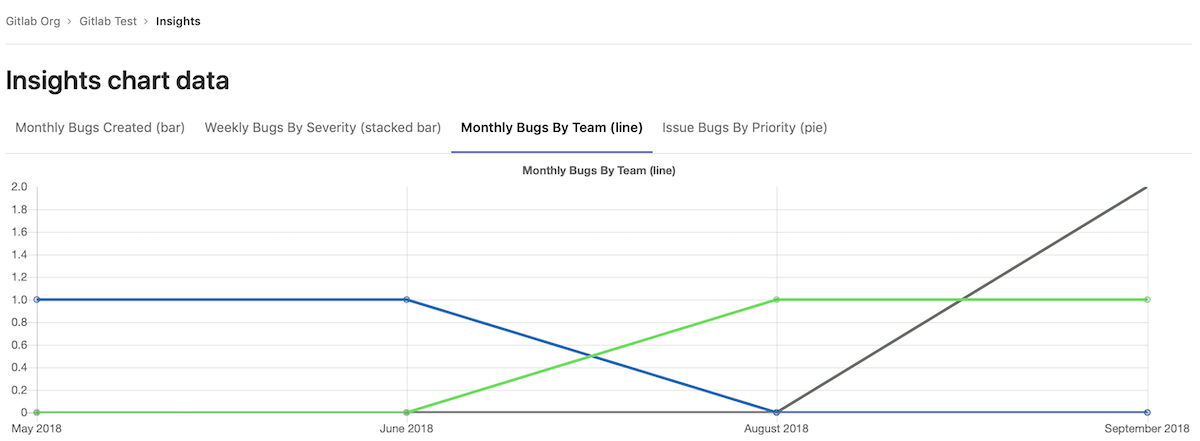 Gitlab Org › Gitlab Test › Insights
Insights chart data
Monthly Bugs Created (bar) Weekly Bugs By Severity (stacked bar) Monthly Bugs By Team (line) Issue Bugs By Priority (pie)
Monthly Bugs By Team (line)
2.0
1.8
1.6
1.4
1.2
1.0
0.8
0.6
0.4
0.2
0
May 2018 June 2018 August 2018 September 2018